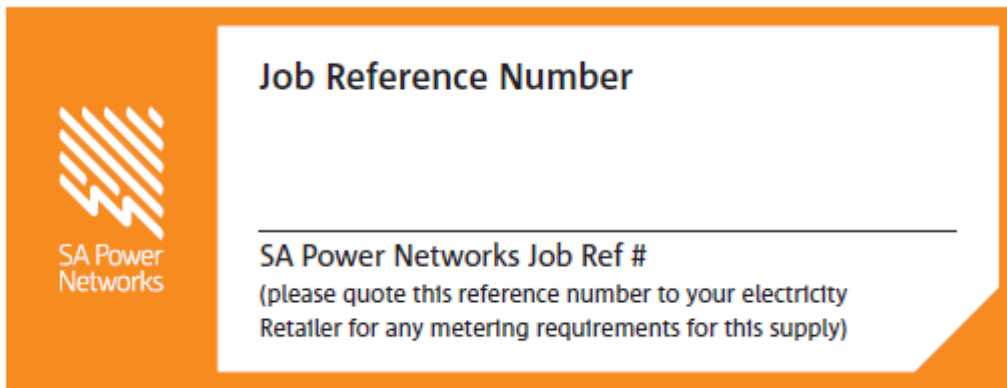 Job Reference Number
SA Power
Networks
SA Power Networks Job Ref #
(please quote this reference number to your electricity
Retailer for any metering requirements for this supply)